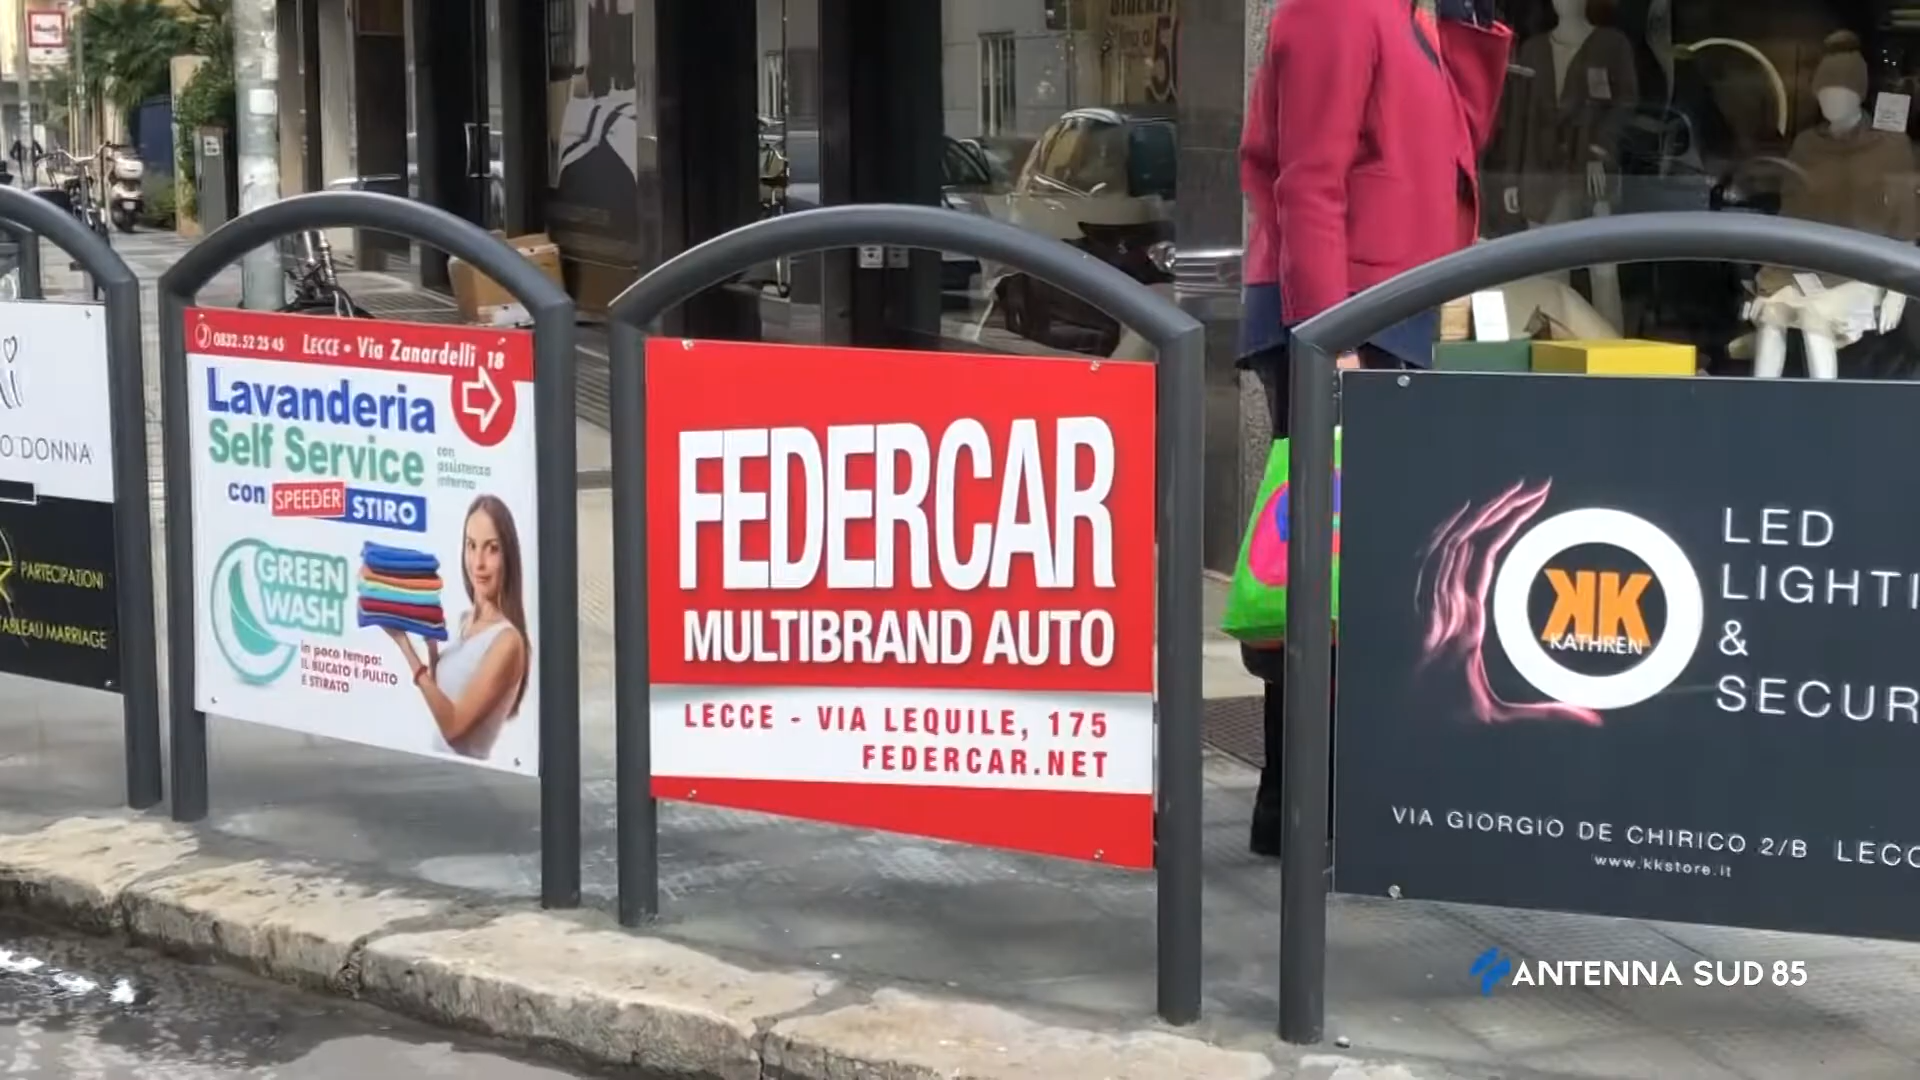 O DONNA
PARTECIPAZIONI
TABLEAU MARRIAGE
0832.52 25 45 LECCE • Via Zanardelli, 18
Lavanderia
Self Service
con
assistenza
interna
con SPEEDER STIRO
GREEN
WASH
in poco tempo:
IL BUCATO È PULITO
E STIRATO
FEDERCAR
MULTIBRAND AUTO
LECCE - VIA LEQUILE, 175
FEDERCAR.NET
KK
KATHREN
LED
LIGHTI
&
SECUR
VIA GIORGIO DE CHIRICO 2/B LECC
www.kkstore.it
ANTENNA SUD 85